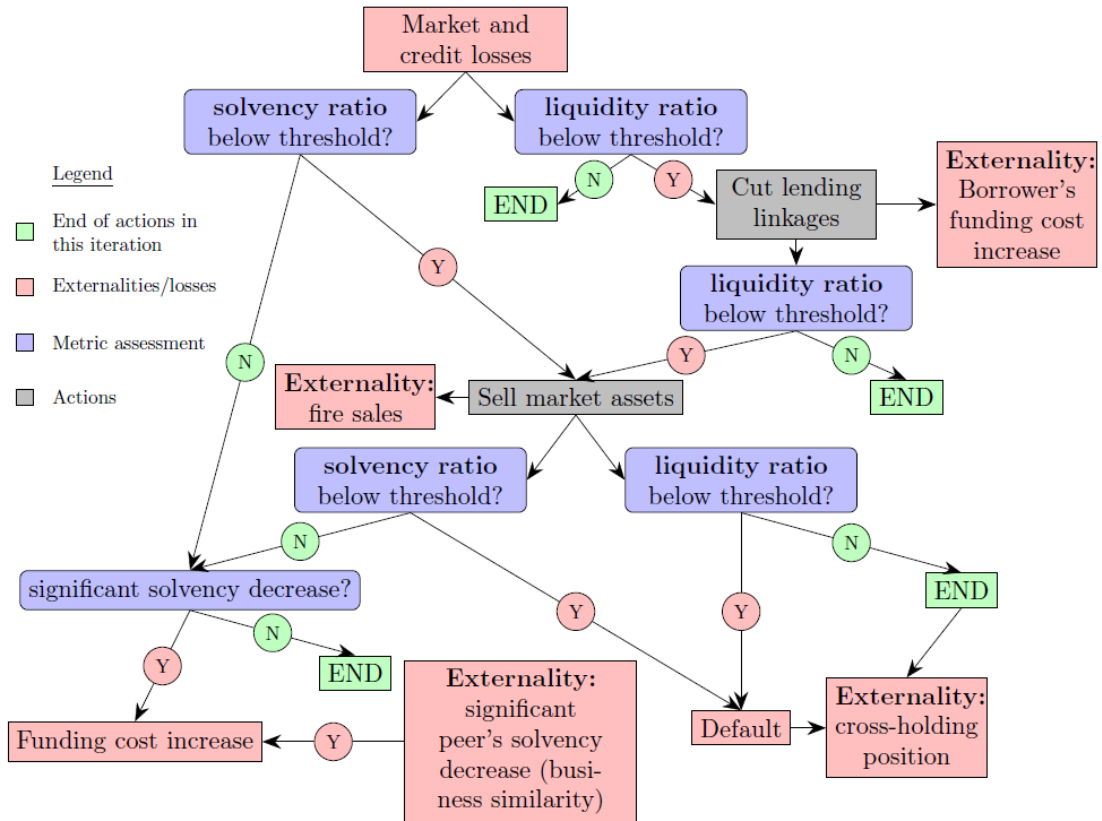 Market and
credit losses
solvency ratio
below threshold?
liquidity ratio
below threshold?
N
Y
END
Cut lending
linkages
Externality:
Borrower's
funding cost
increase
Legend
End of actions in
this iteration
Externalities/losses
Metric assessment
Actions
Y
liquidity ratio
below threshold?
N
Y
N
END
Externality:
fire sales
Sell market assets
solvency ratio
below threshold?
liquidity ratio
below threshold?
N
N
significant solvency decrease?
END
Y
Y
N
Y
END
Externality:
significant
peer's solvency
decrease (busi-
ness similarity)
Externality:
cross-holding
position
Funding cost increase
Y
Default